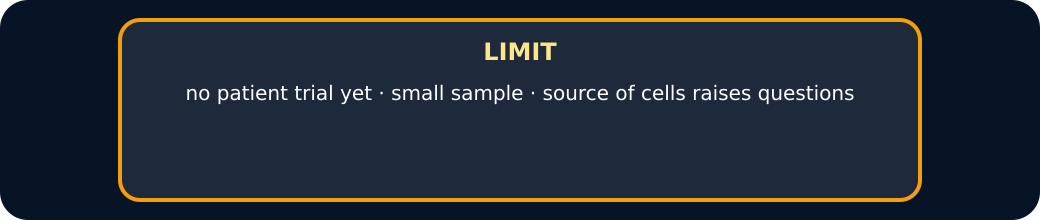 LIMIT
no patient trial yet · small sample · source of cells raises questions